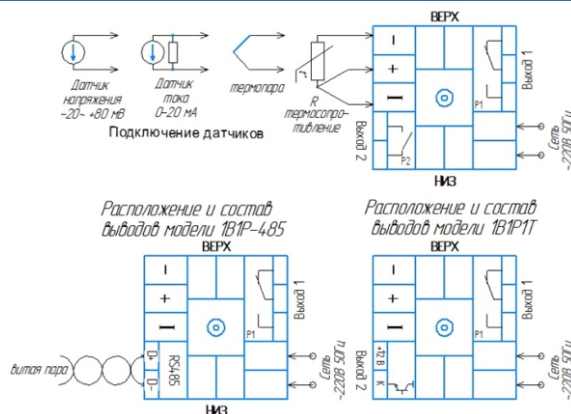 ВЕРХ
Датчик
напряжения
-20~ +80 мВ
Датчик
тока
0-20 мА
термопара
R
термосопро-
тивление
Подключение датчиков
−
+
I
Выход 1
P1
Выход 2
P2
Сеть
~220В 50Гц
НИЗ
Расположение и состав
выводов модели 1В1Р-485
ВЕРХ
−
+
I
Выход 1
P1
RS485
D+
D-
витая пара
Сеть
~220В 50Гц
НИЗ
Расположение и состав
выводов модели 1В1Р1Т
ВЕРХ
−
+
I
Выход 1
P1
Выход 2
+12 В
К
Сеть
~220В 50Гц